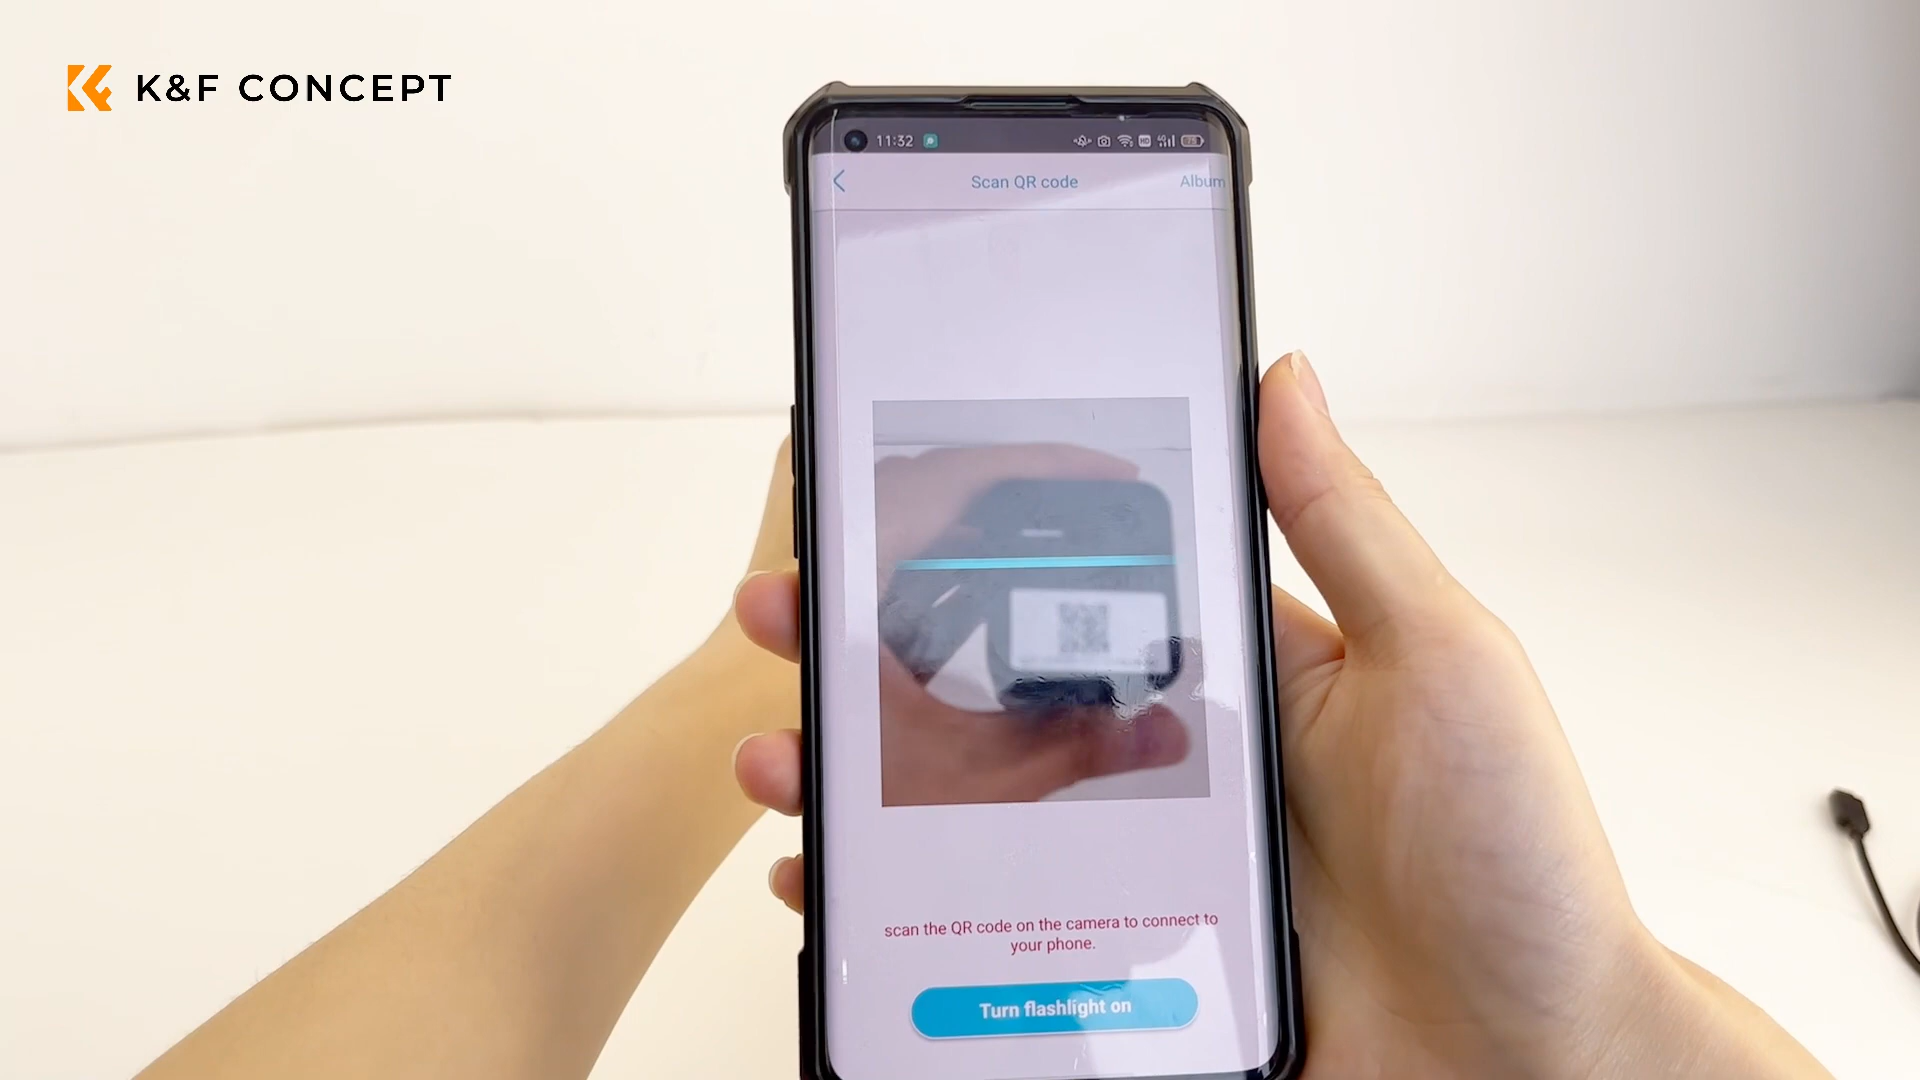 K&F CONCEPT
11:32
Scan QR code
Album
scan the QR code on the camera to connect to
your phone.
Turn flashlight on